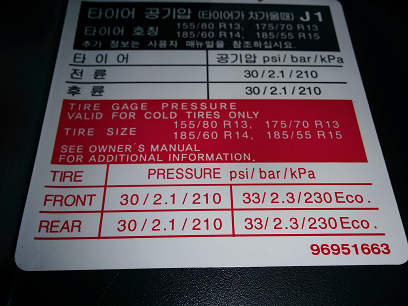 타이어 공기압 (타이어가 차가울때) J1
타이어 호칭 155/80 R13, 175/70 R13
185/60 R14, 185/55 R15
추가 정보는 사용자 매뉴얼을 참조하십시요.
타이어 공기압 psi/bar/kPa
전륜 30/2.1/210
후륜 30/2.1/210
TIRE GAGE PRESSURE
VALID FOR COLD TIRES ONLY
TIRE SIZE 155/80 R13, 175/70 R13
185/60 R14, 185/55 R15
SEE OWNER'S MANUAL
FOR ADDITIONAL INFORMATION.
TIRE PRESSURE psi/bar/kPa
FRONT 30/2.1/210 33/2.3/230Eco.
REAR 30/2.1/210 33/2.3/230Eco.
96951663